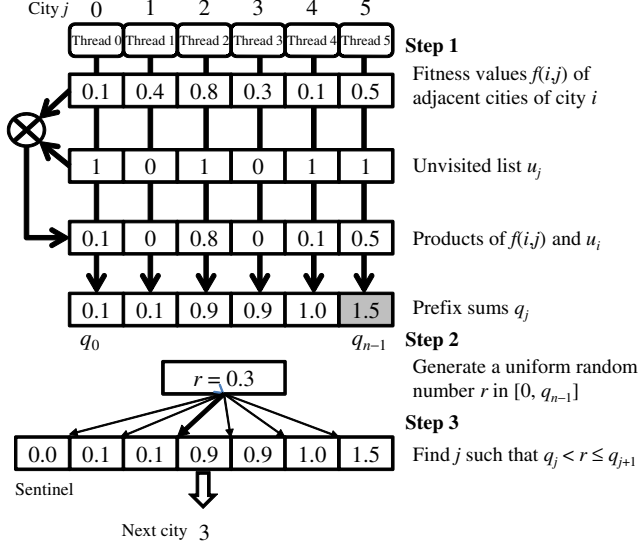 City j 0 1 2 3 4 5
Thread 0 Thread 1 Thread 2 Thread 3 Thread 4 Thread 5
Step 1
0.1 0.4 0.8 0.3 0.1 0.5
Fitness values f(i,j) of
adjacent cities of city i
1 0 1 0 1 1
Unvisited list u_j
0.1 0 0.8 0 0.1 0.5
Products of f(i,j) and u_i
0.1 0.1 0.9 0.9 1.0 1.5
Prefix sums q_j
q_0 q_{n−1}
Step 2
r = 0.3
Generate a uniform random
number r in [0, q_{n−1}]
Step 3
0.0 0.1 0.1 0.9 0.9 1.0 1.5
Find j such that q_j < r ≤ q_{j+1}
Sentinel
Next city 3